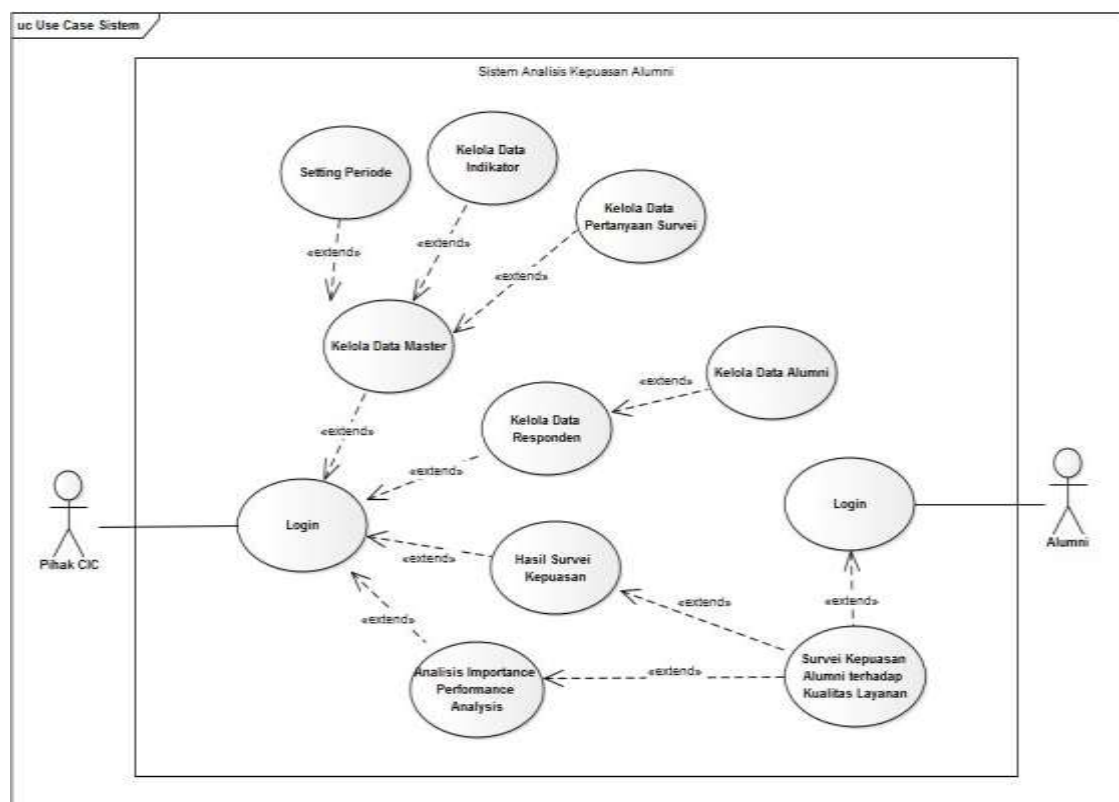 uc Use Case Sistem
Sistem Analisis Kepuasan Alumni
Setting Periode
Kelola Data
Indikator
Kelola Data
Pertanyaan Survei
«extend»
«extend»
«extend»
Kelola Data Master
Kelola Data Alumni
«extend»
Kelola Data
Responden
«extend»
«extend»
Login
Login
Pihak CIC
Alumni
Hasil Survei
Kepuasan
«extend»
«extend»
«extend»
«extend»
Analisis Importance
Performance
Analysis
«extend»
Survei Kepuasan
Alumni terhadap
Kualitas Layanan